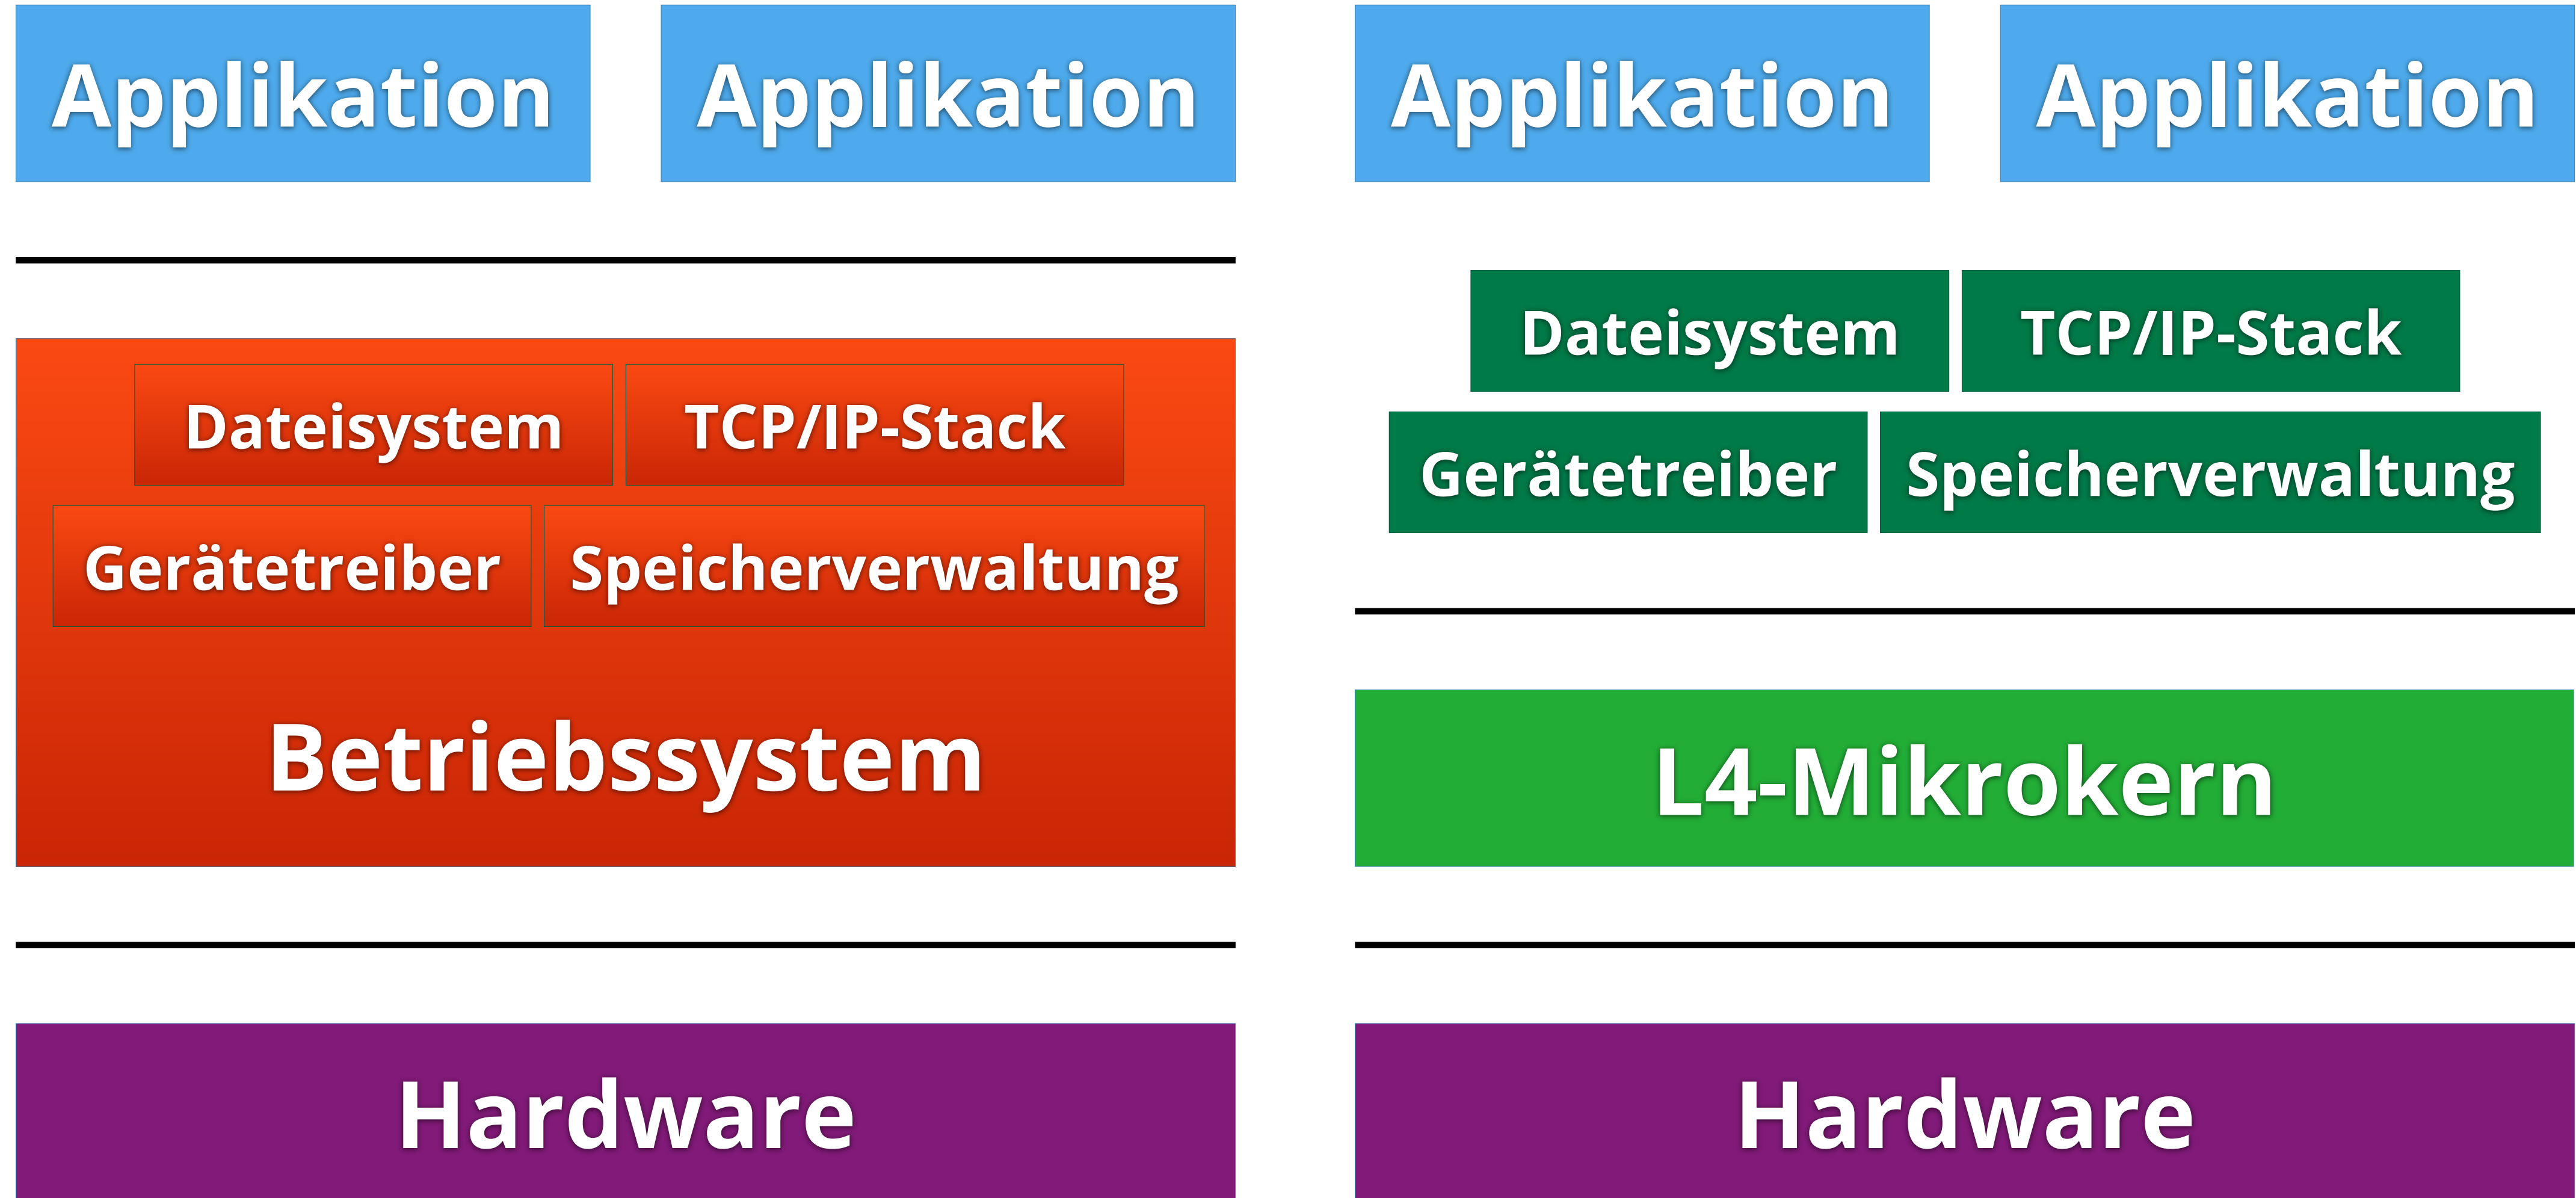 Applikation
Applikation
Dateisystem
TCP/IP-Stack
Gerätetreiber
Speicherverwaltung
Betriebssystem
Hardware
Applikation
Applikation
Dateisystem
TCP/IP-Stack
Gerätetreiber
Speicherverwaltung
L4-Mikrokern
Hardware